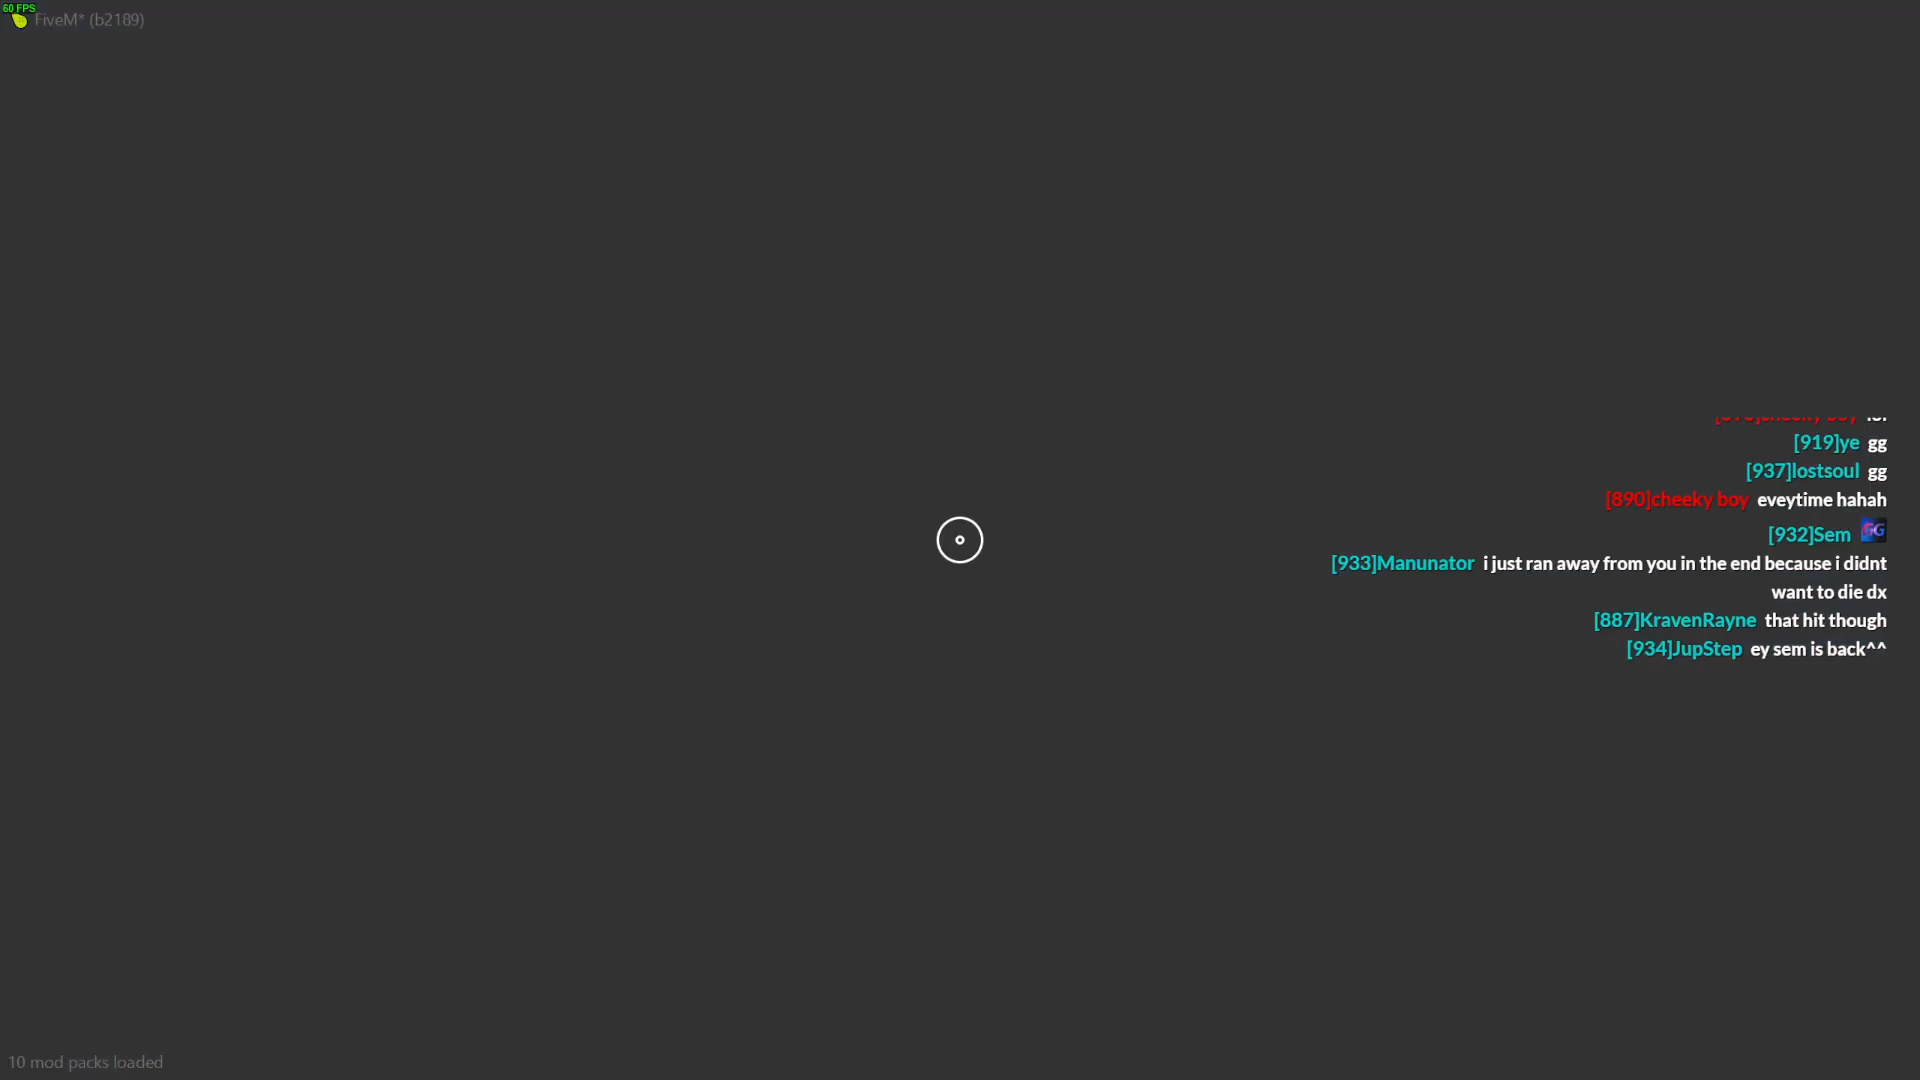 60 FPS
FiveM* (b2189)
[919]ye gg
[937]lostsoul gg
[890]cheeky boy eveytime hahah
[932]Sem GG
[933]Manunator i just ran away from you in the end because i didnt
want to die dx
[887]KravenRayne that hit though
[934]JupStep ey sem is back^^
10 mod packs loaded